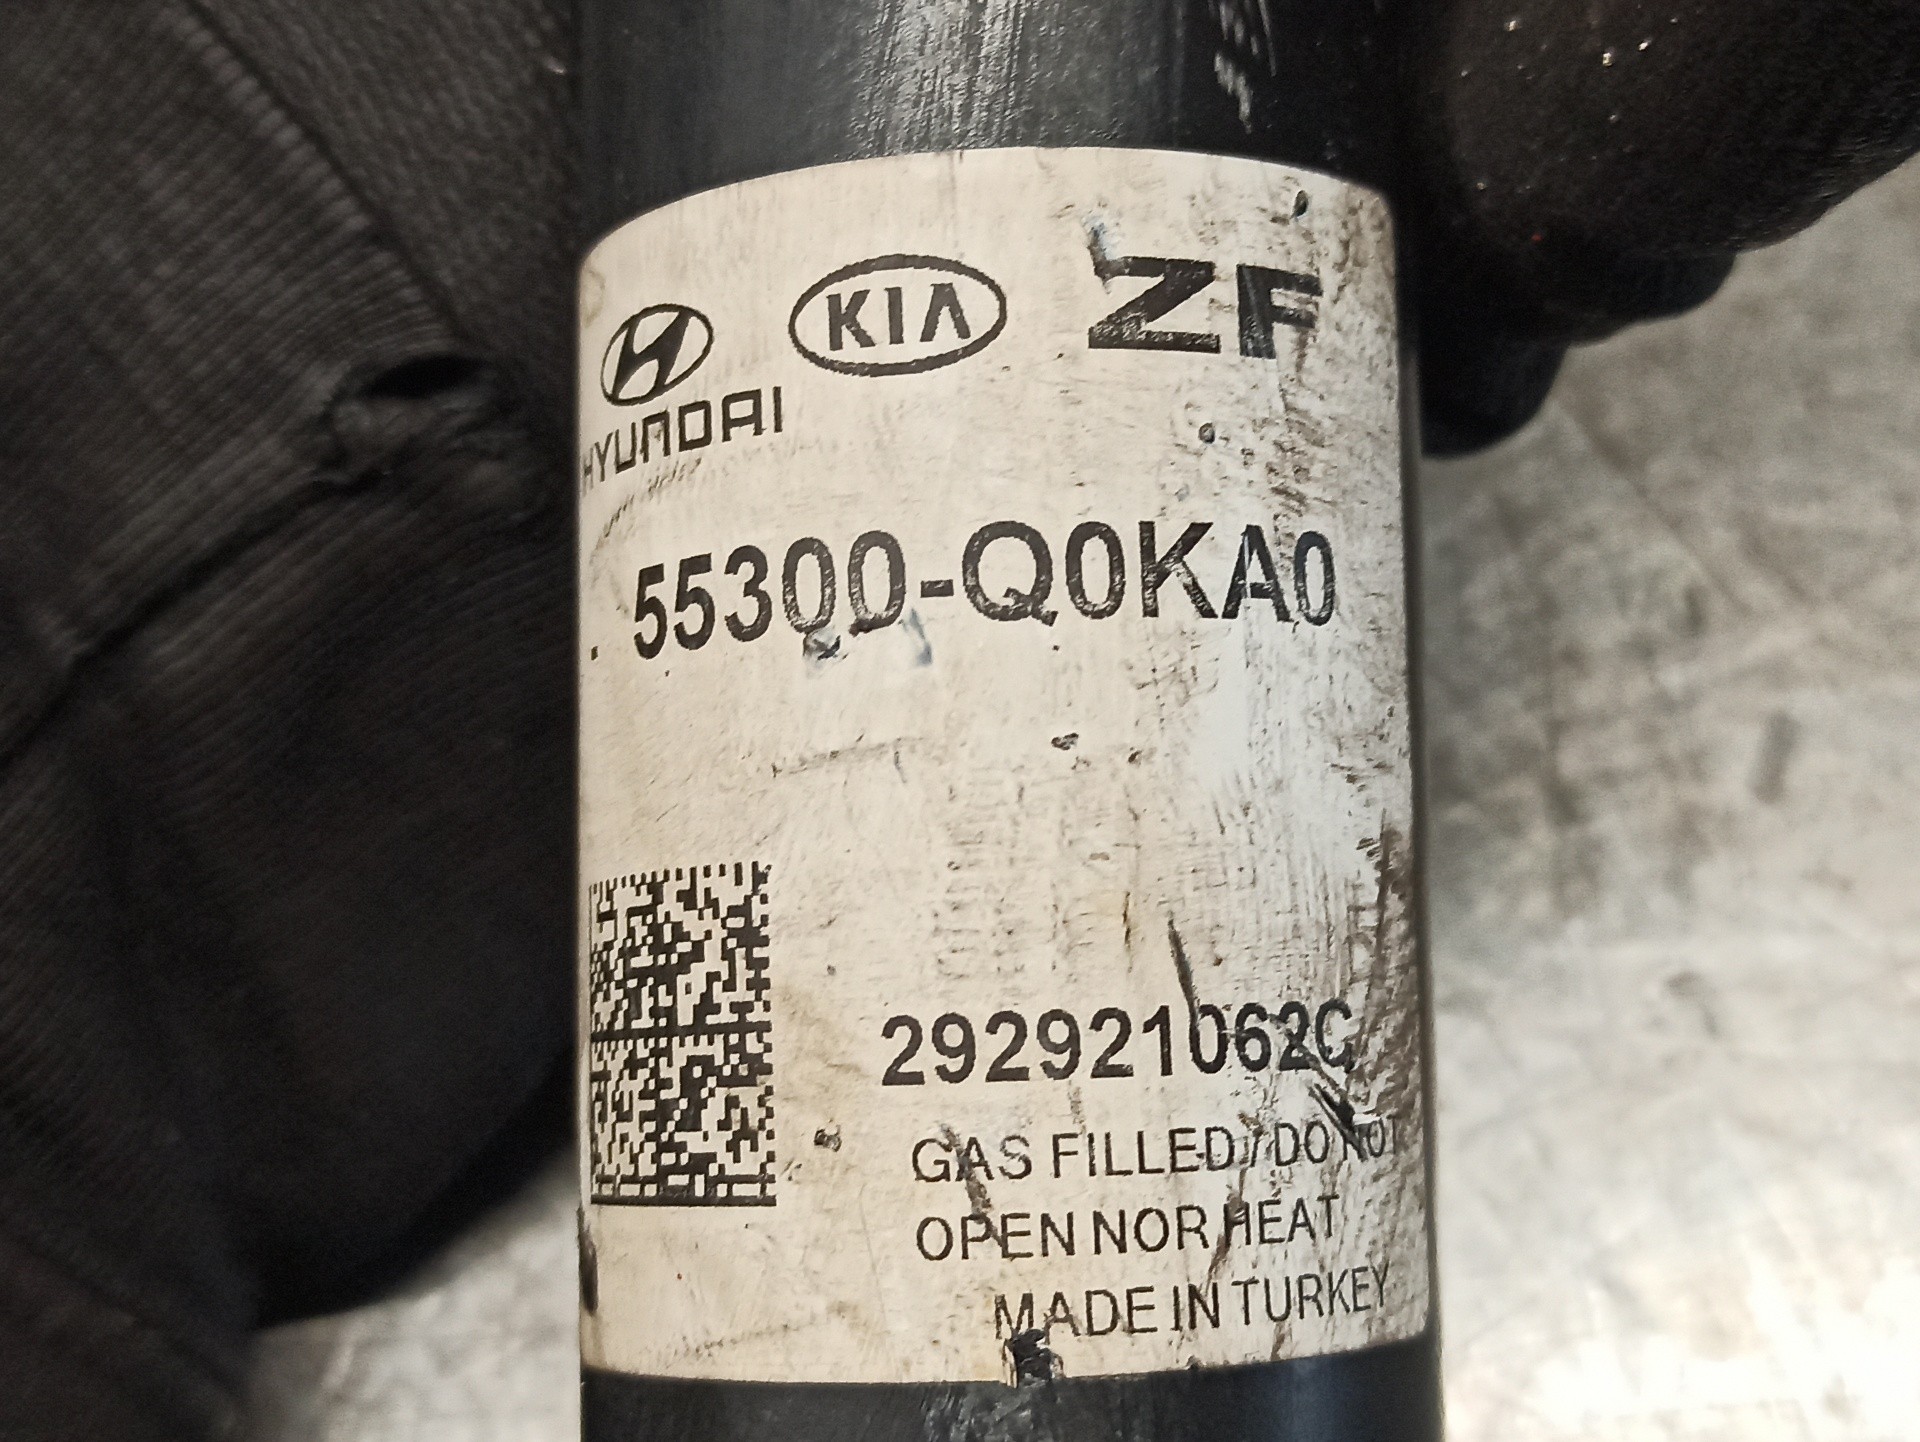 KIA ZF
HYUNDAI
55300-Q0KA0
292921062C
GAS FILLED / DO NOT
OPEN NOR HEAT
MADE IN TURKEY